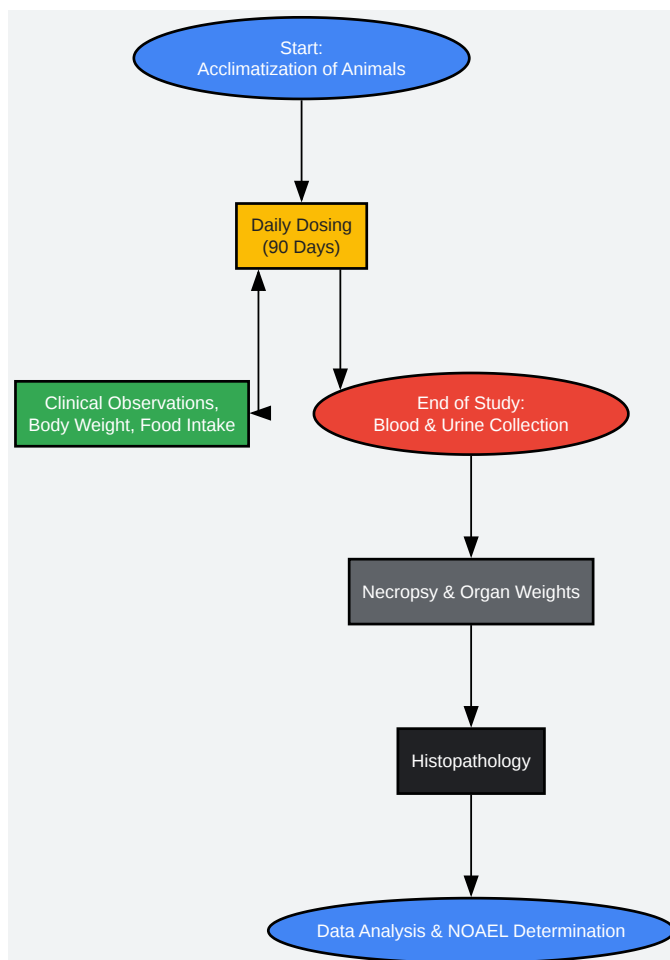 Start:
Acclimatization of Animals
Daily Dosing
(90 Days)
Clinical Observations,
Body Weight, Food Intake
End of Study:
Blood & Urine Collection
Necropsy & Organ Weights
Histopathology
Data Analysis & NOAEL Determination